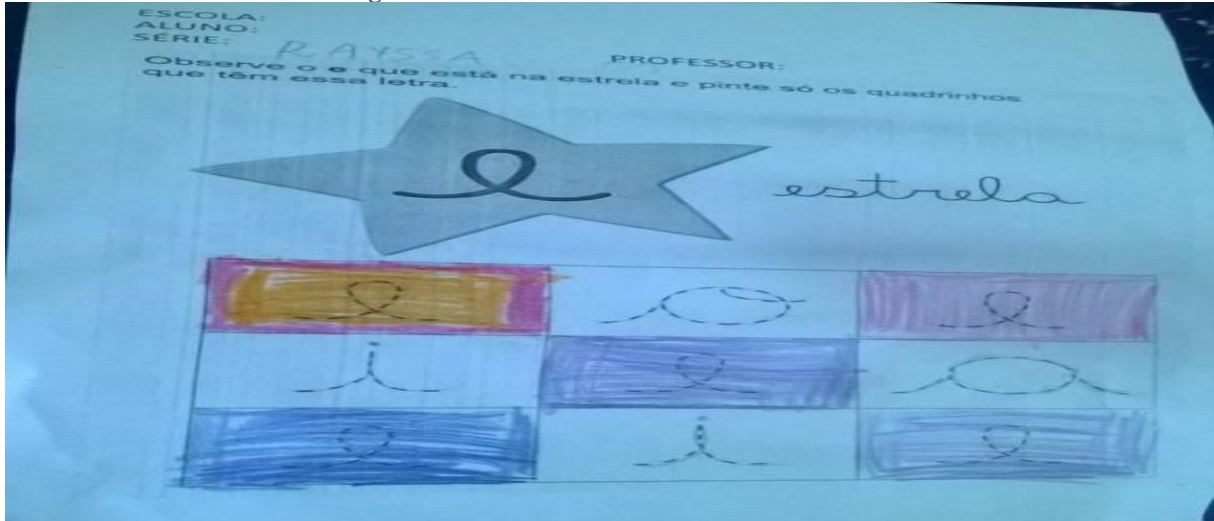 ESCOLA:
ALUNO:
SÉRIE: RAYSSA PROFESSOR:
Observe o e que está na estrela e pinte só os quadrinhos
que têm essa letra.
e estrela
e o e
i e o
e i e